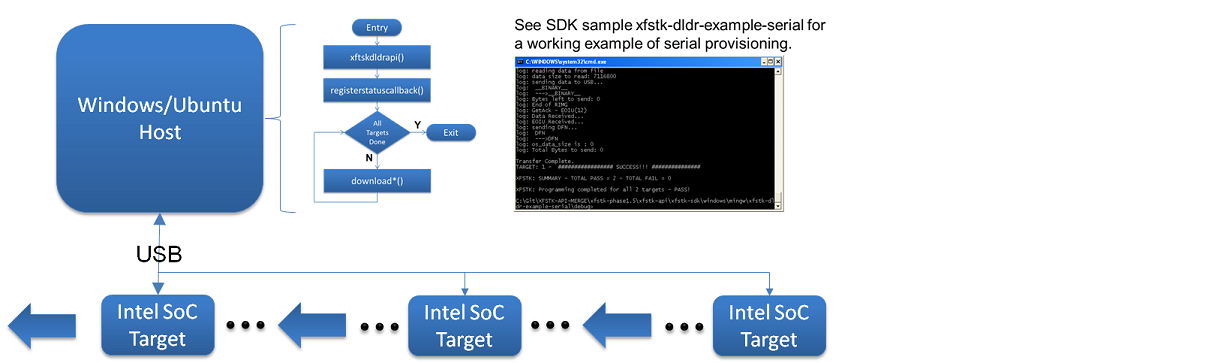 Windows/Ubuntu
Host
Entry
xftskdldrapi()
registerstatuscallback()
All
Targets
Done
Y
Exit
N
download*()
See SDK sample xfstk-dldr-example-serial for
a working example of serial provisioning.
C:\WINDOWS\system32\cmd.exe
log: reading data from file
log: data size to read: 7116800
log: sending data to USB...
log: __BINARY__
log: --->__BINARY__
log: Bytes left to send: 0
log: End of RIMG
log: GetAck - EOIU(12)
log: Data Received...
log: EOIU Received...
log: sending DFN...
log: DFN
log: --->DFN
log: os_data_size is : 0
log: Total Bytes to send: 0
Transfer Complete.
TARGET: 1 - ################# SUCCESS!!! ###############
XFSTK: SUMMARY - TOTAL PASS = 2 - TOTAL FAIL = 0
XFSTK: Programming completed for all 2 targets - PASS!
C:\Git\XFSTK-API-MERGE\xfstk-phase1.5\xfstk-api\xfstk-sdk\windows\mingw\xfstk-dl
dr-example-serial\debug>
USB
Intel SoC
Target
Intel SoC
Target
Intel SoC
Target